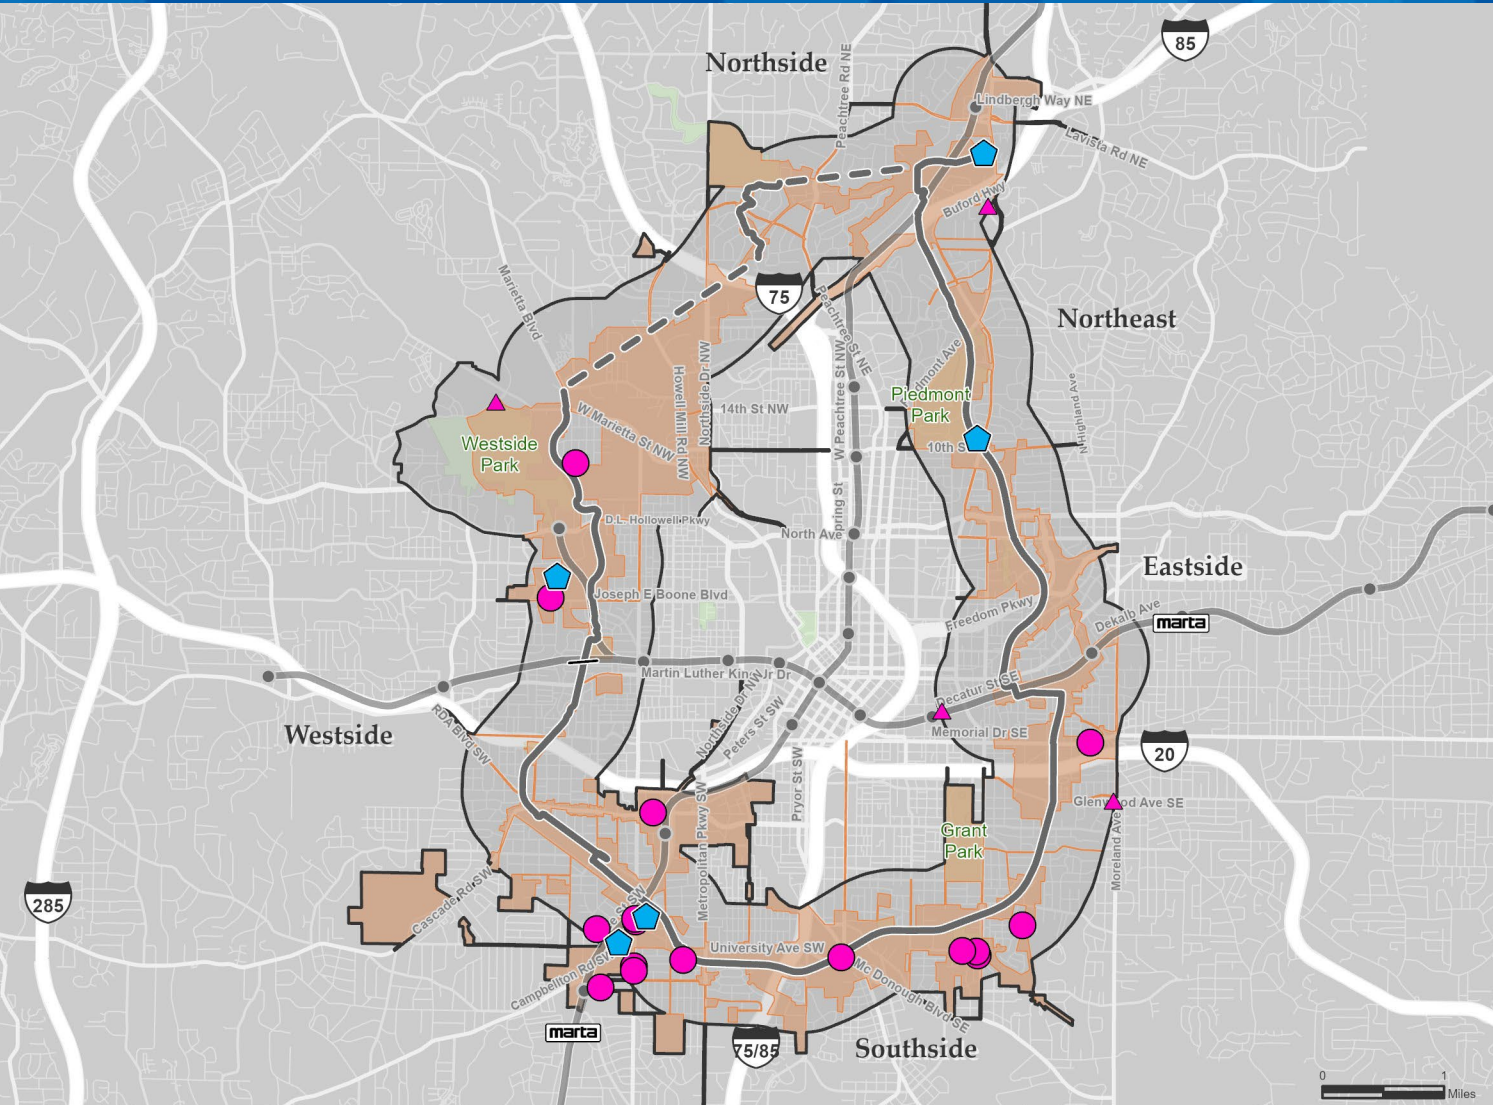 85
Northside
Peachtree Rd NE
Lindbergh Way NE
Lavista Rd NE
Buford Hwy
Marietta Blvd
75
Peachtree St NE
Northeast
Piedmont Ave
W Peachtree St NW
Northside Dr NW
Howell Mill Rd NW
14th St NW
Piedmont
Park
N Highland Ave
W Marietta St NW
Westside
Park
10th St
Spring St
D.L. Hollowell Pkwy
North Ave
Eastside
Joseph E Boone Blvd
Freedom Pkwy
Dekalb Ave
marta
Martin Luther King Jr Dr
Decatur St SE
Northside Dr NW
Peters St SW
RDA Blvd SW
Westside
Memorial Dr SE
20
Pryor St SW
Metropolitan Pkwy SW
Glenwood Ave SE
Grant
Park
Moreland Ave
285
Cascade Rd SW
University Ave SW
Campbellton Rd SW
Mc Donough Blvd SE
marta
75/85
Southside
0
1
Miles